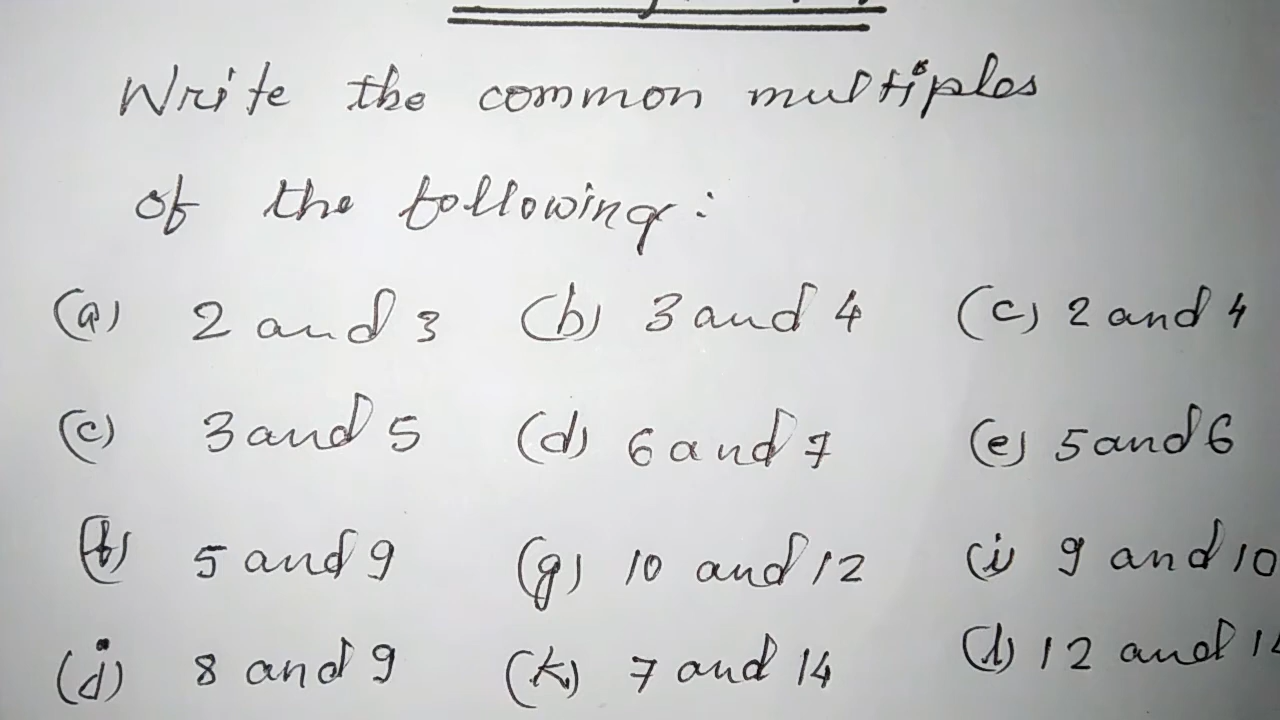 Write the common multiples
of the following:
(a) 2 and 3 (b) 3 and 4 (c) 2 and 4
(c) 3 and 5 (d) 6 and 7 (e) 5 and 6
(f) 5 and 9 (g) 10 and 12 (i) 9 and 10
(j) 8 and 9 (k) 7 and 14 (l) 12 and